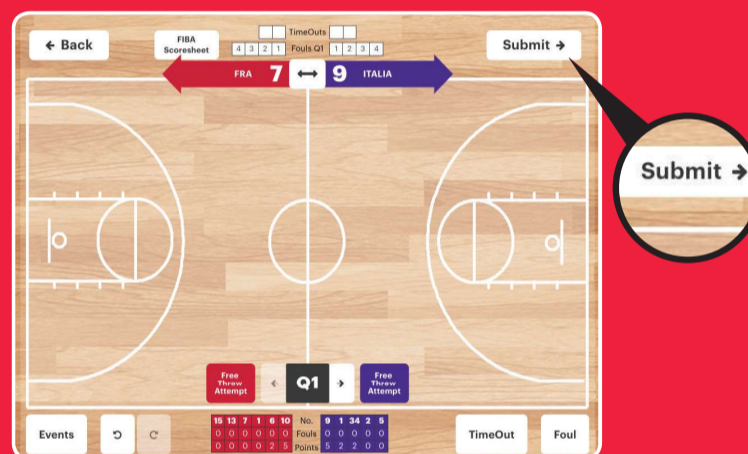 TimeOuts
← Back
FIBA
Scoresheet
4 3 2 1 Fouls Q1 1 2 3 4
Submit →
FRA 7 ↔ 9 ITALIA
Submit →
Free
Throw
Attempt
← Q1 →
Free
Throw
Attempt
15 13 7 1 6 10 No. 9 1 34 2 5
0 0 0 0 0 0 Fouls 0 0 0 0 0
0 0 0 0 2 5 Points 5 2 2 0 0
Events
TimeOut
Foul